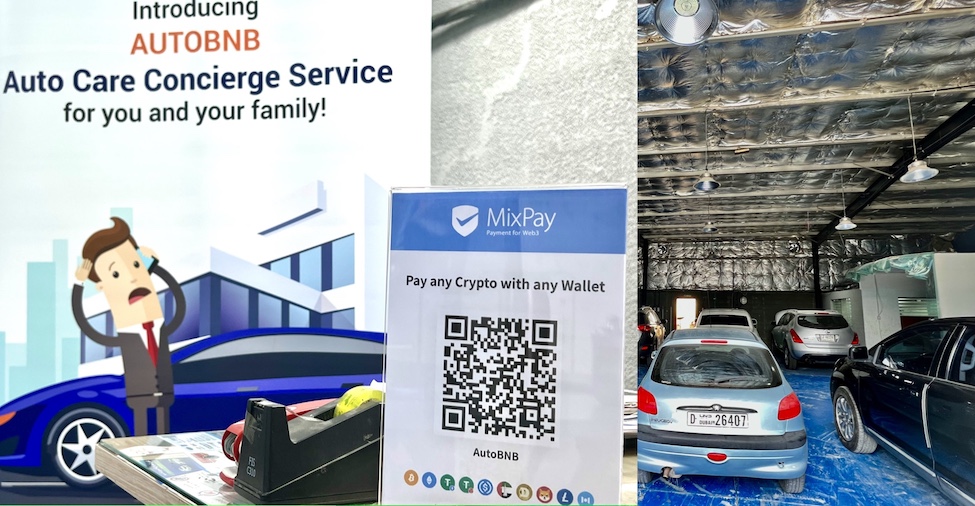 Introducing
AUTOBNB
Auto Care Concierge Service
for you and your family!
MixPay
Payment for Web3
Pay any Crypto with any Wallet
AutoBNB
D DUBAI 26407